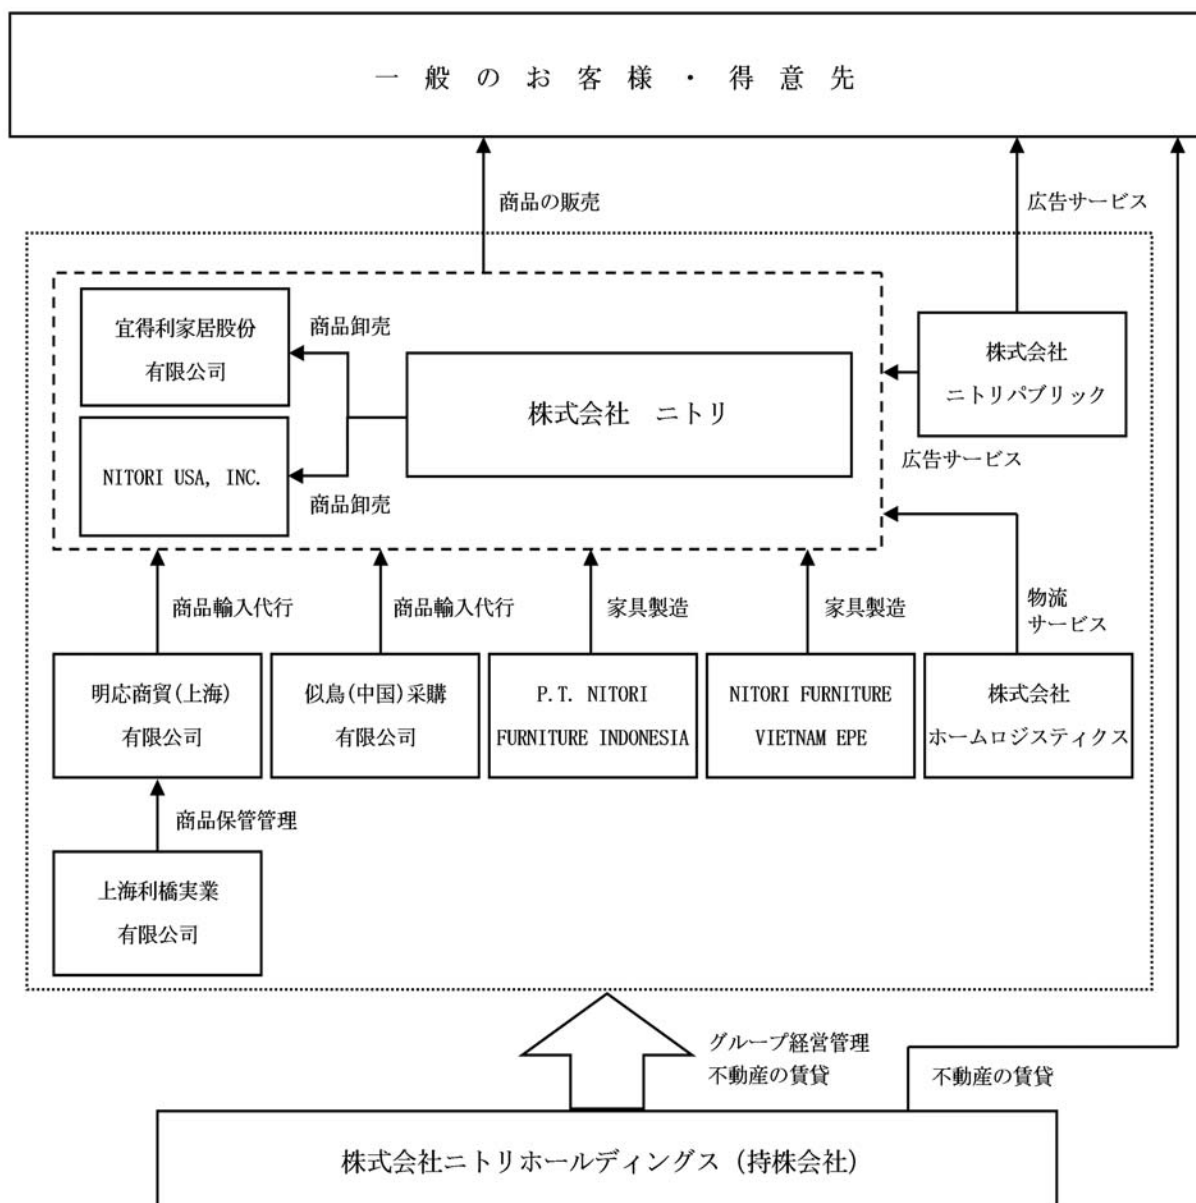 一般のお客様・得意先
商品の販売
広告サービス
宜得利家居股份
有限公司
商品卸売
株式会社　ニトリ
株式会社
ニトリパブリック
広告サービス
NITORI USA, INC.
商品卸売
商品輸入代行
商品輸入代行
家具製造
家具製造
物流
サービス
明応商貿(上海)
有限公司
似鳥(中国)采購
有限公司
P.T. NITORI
FURNITURE INDONESIA
NITORI FURNITURE
VIETNAM EPE
株式会社
ホームロジスティクス
商品保管管理
上海利橋実業
有限公司
グループ経営管理
不動産の賃貸
不動産の賃貸
株式会社ニトリホールディングス（持株会社）